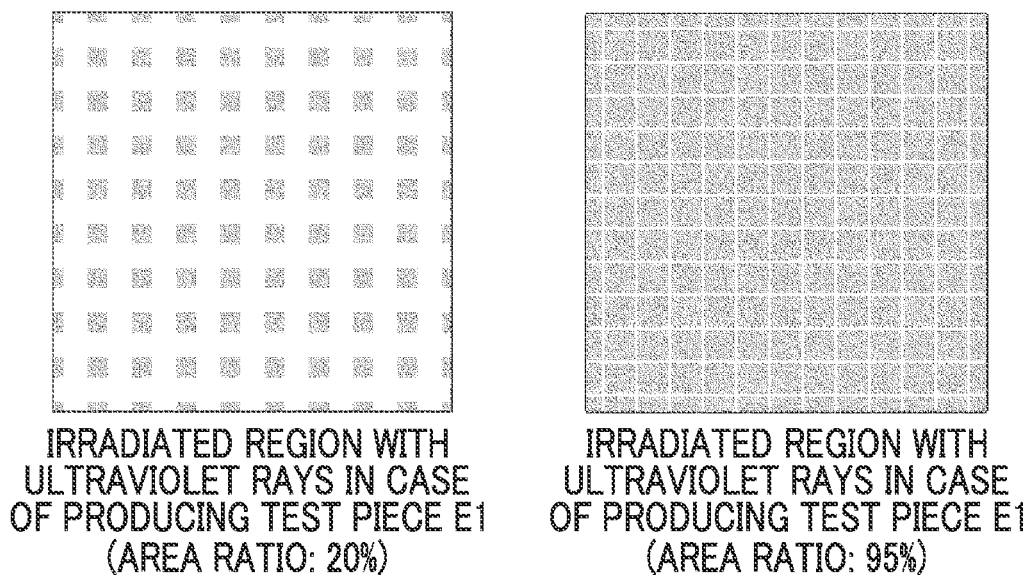 IRRADIATED REGION WITH
ULTRAVIOLET RAYS IN CASE
OF PRODUCING TEST PIECE E1
(AREA RATIO: 20%)
IRRADIATED REGION WITH
ULTRAVIOLET RAYS IN CASE
OF PRODUCING TEST PIECE E1
(AREA RATIO: 95%)